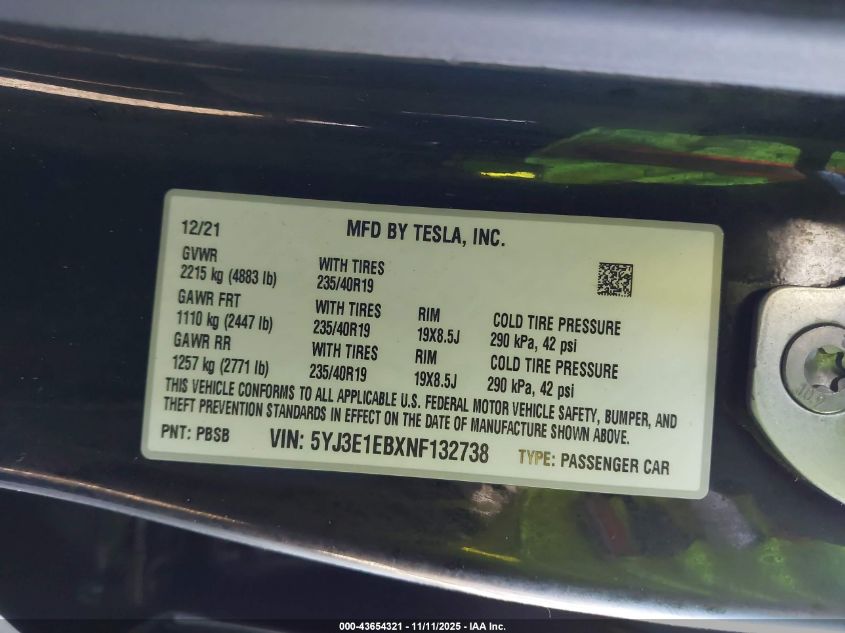 12/21 MFD BY TESLA, INC.
GVWR
2215 kg (4883 lb) WITH TIRES
235/40R19
GAWR FRT
1110 kg (2447 lb) WITH TIRES
235/40R19 RIM
19X8.5J COLD TIRE PRESSURE
290 kPa, 42 psi
GAWR RR
1257 kg (2771 lb) WITH TIRES
235/40R19 RIM
19X8.5J COLD TIRE PRESSURE
290 kPa, 42 psi
THIS VEHICLE CONFORMS TO ALL APPLICABLE U.S. FEDERAL MOTOR VEHICLE SAFETY, BUMPER, AND
THEFT PREVENTION STANDARDS IN EFFECT ON THE DATE OF MANUFACTURE SHOWN ABOVE.
PNT: PBSB VIN: 5YJ3E1EBXNF132738 TYPE: PASSENGER CAR
000-43654321 - 11/11/2025 - IAA Inc.